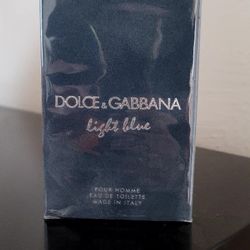 DOLCE & GABBANA
light blue
POUR HOMME
EAU DE TOILETTE
MADE IN ITALY